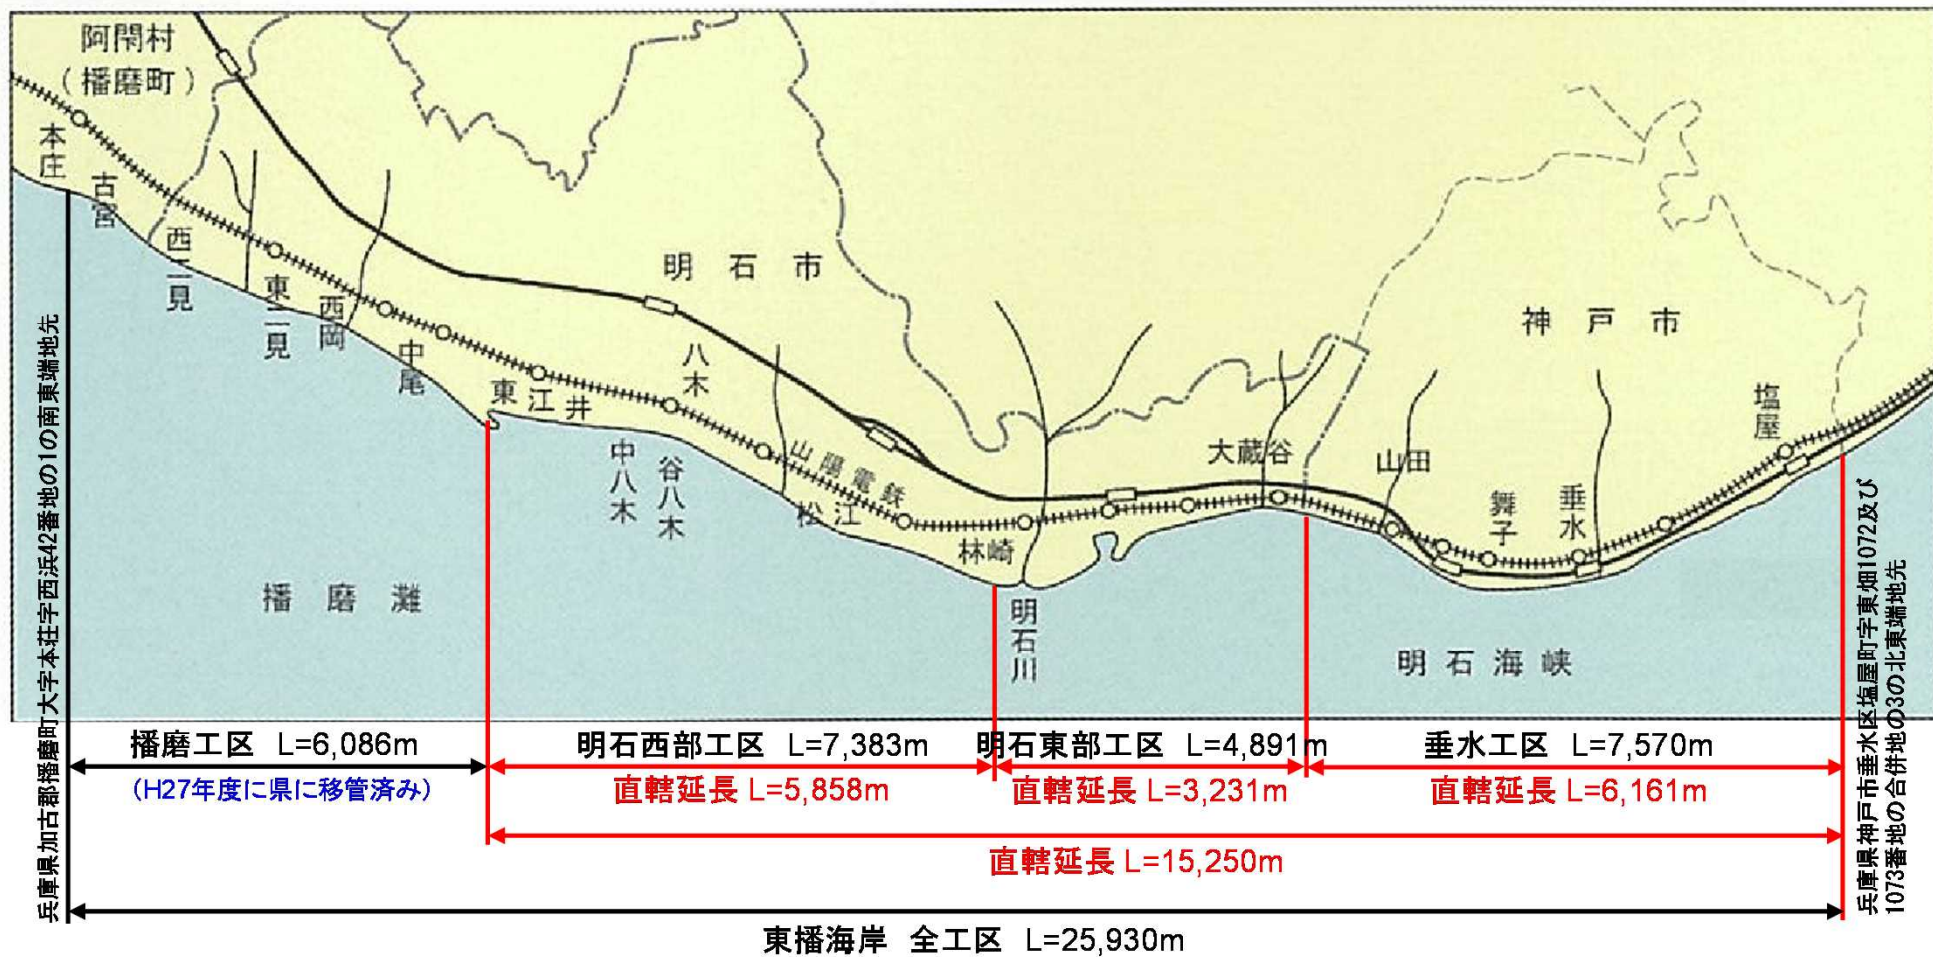 阿閇村
（播磨町）
本庄
古宮
西二見
東二見
西岡
中尾
東江井
八木
中八木
谷八木
松江
山陽電鉄
林崎
明石川
明石市
大蔵谷
山田
舞子
垂水
塩屋
神戸市
播磨灘
明石海峡
兵庫県加古郡播磨町大字本荘字西浜42番地の1の南東端地先
兵庫県神戸市垂水区塩屋町字東畑1072及び
1073番地の合併地の3の北東端地先
播磨工区 L=6,086m
（H27年度に県に移管済み）
明石西部工区 L=7,383m
直轄延長 L=5,858m
明石東部工区 L=4,891m
直轄延長 L=3,231m
垂水工区 L=7,570m
直轄延長 L=6,161m
直轄延長 L=15,250m
東播海岸 全工区 L=25,930m